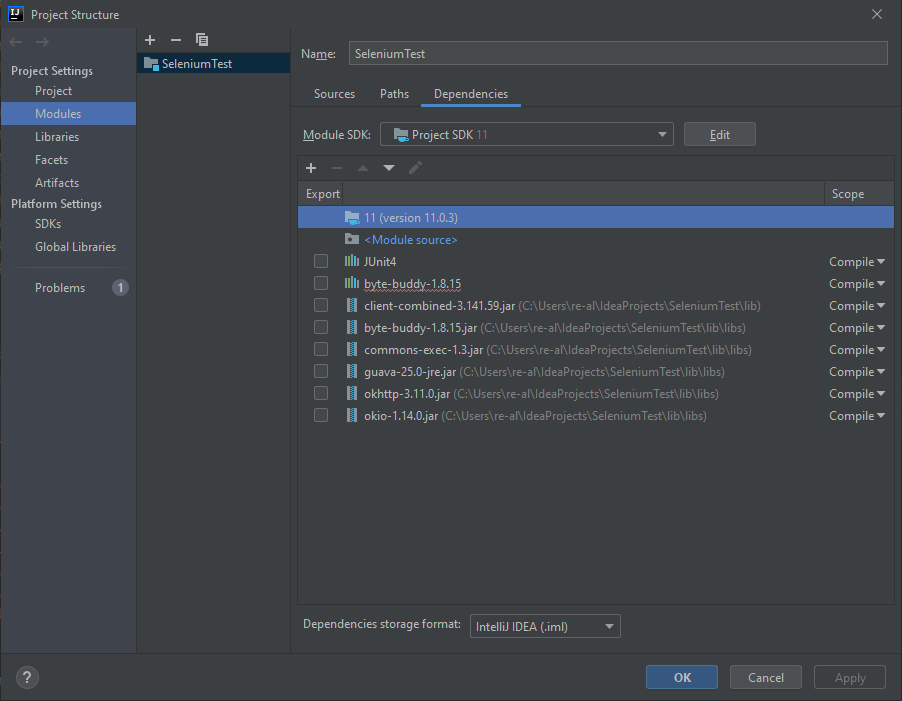 IJ Project Structure
Project Settings
Project
Modules
Libraries
Facets
Artifacts
Platform Settings
SDKs
Global Libraries
Problems 1
SeleniumTest
Name: SeleniumTest
Sources Paths Dependencies
Module SDK: Project SDK 11 Edit
Export Scope
11 (version 11.0.3)
<Module source>
JUnit4 Compile
byte-buddy-1.8.15 Compile
client-combined-3.141.59.jar (C:\Users\re-al\IdeaProjects\SeleniumTest\lib) Compile
byte-buddy-1.8.15.jar (C:\Users\re-al\IdeaProjects\SeleniumTest\lib\libs) Compile
commons-exec-1.3.jar (C:\Users\re-al\IdeaProjects\SeleniumTest\lib\libs) Compile
guava-25.0-jre.jar (C:\Users\re-al\IdeaProjects\SeleniumTest\lib\libs) Compile
okhttp-3.11.0.jar (C:\Users\re-al\IdeaProjects\SeleniumTest\lib\libs) Compile
okio-1.14.0.jar (C:\Users\re-al\IdeaProjects\SeleniumTest\lib\libs) Compile
Dependencies storage format: IntelliJ IDEA (.iml)
? OK Cancel Apply